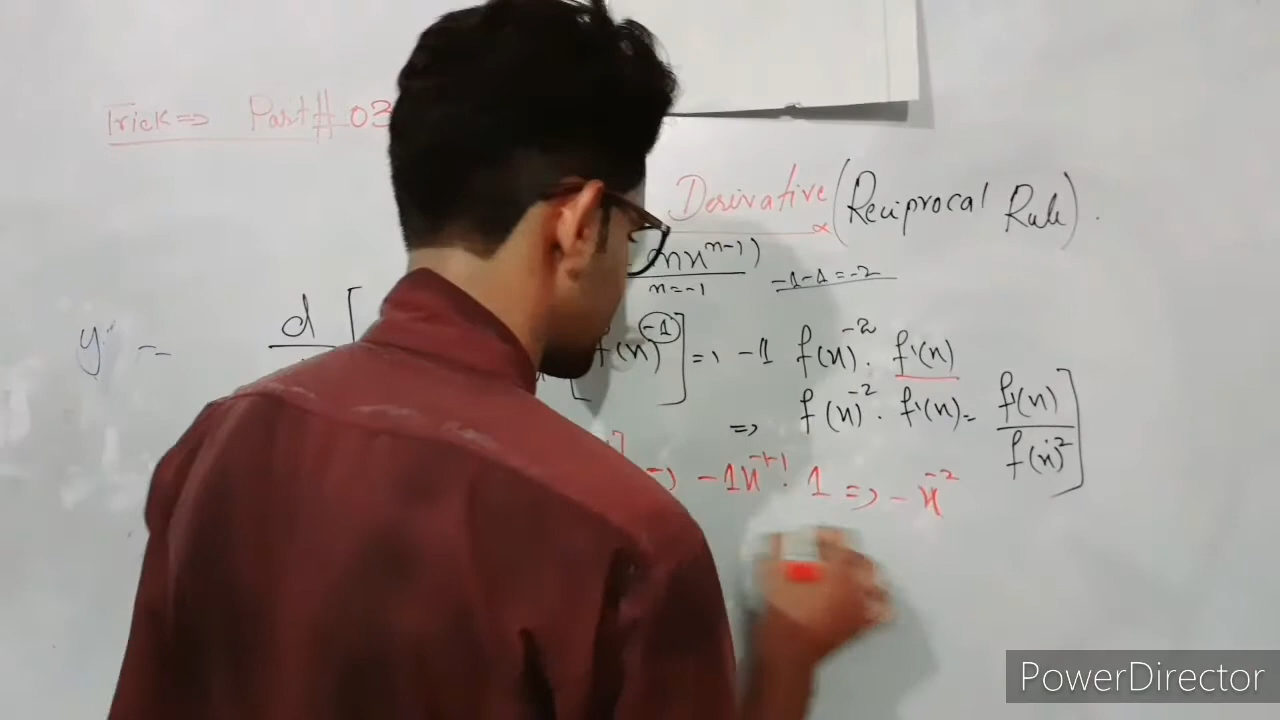 Trick => Part # 03
Derivative (Reciprocal Rule).
nx^{n-1})
n=-1
-1-1=-2
y' =
d [
f(x)^{-1}] => -1 f(x)^{-2} . f'(x)
=> f(x)^{-2} . f'(x) = f'(x) / f(x)^2 ]
=> -1x^{-1-1} . 1 => -x^{-2}
PowerDirector